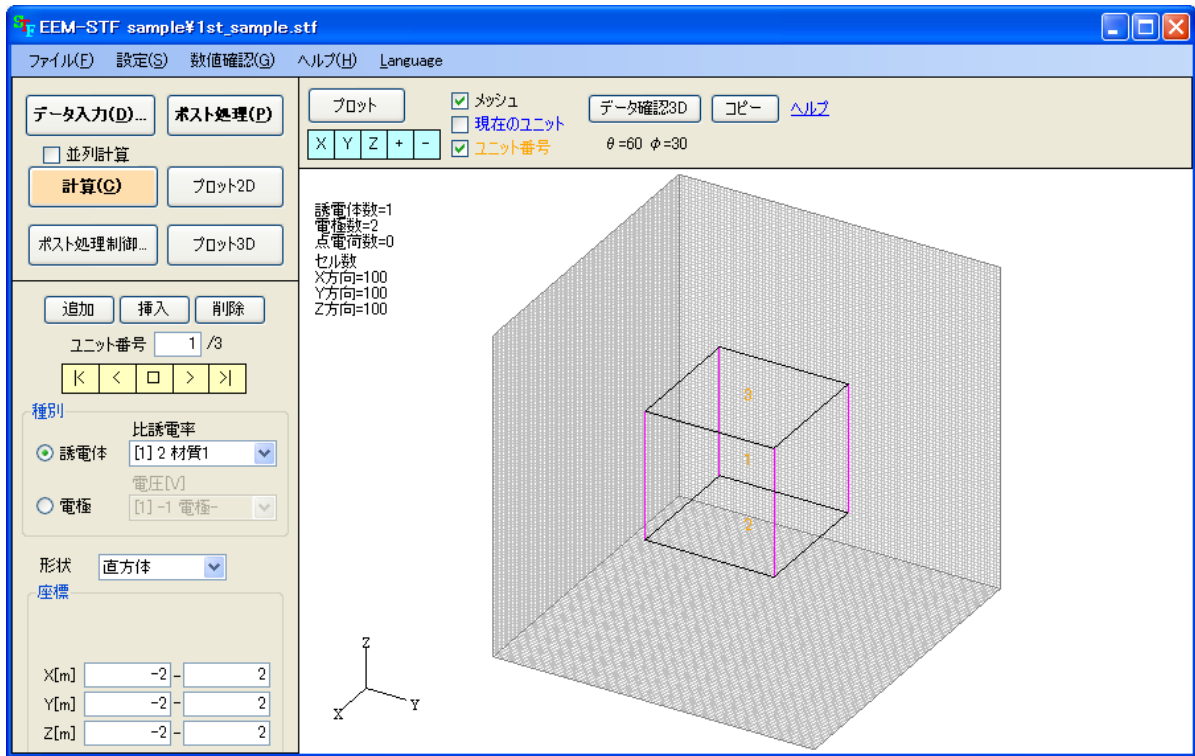 EEM-STF sample¥1st_sample.stf
ファイル(F) 設定(S) 数値確認(G) ヘルプ(H) Language
データ入力(D)... ポスト処理(P)
並列計算
計算(C) プロット2D
ポスト処理制御... プロット3D
追加 挿入 削除
ユニット番号 1 /3
|< < □ > >|
種別
比誘電率
誘電体 [1] 2 材質1
電圧[V]
電極 [1] -1 電極-
形状 直方体
座標
X[m] -2 - 2
Y[m] -2 - 2
Z[m] -2 - 2
プロット
X Y Z + -
メッシュ
現在のユニット
ユニット番号
データ確認3D コピー ヘルプ
θ=60 φ=30
誘電体数=1
電極数=2
点電荷数=0
セル数
X方向=100
Y方向=100
Z方向=100
3
1
2
Z
X
Y